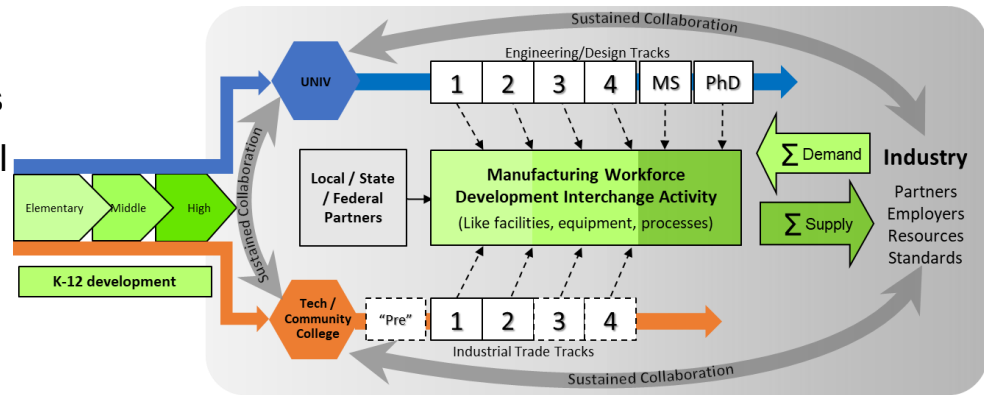 Sustained Collaboration
Engineering/Design Tracks
UNIV
1 2 3 4 MS PhD
s
l
Elementary Middle High
K-12 development
Sustained Collaboration
Local / State
/ Federal
Partners
Manufacturing Workforce
Development Interchange Activity
(Like facilities, equipment, processes)
∑ Demand
∑ Supply
Industry
Partners
Employers
Resources
Standards
Tech /
Community
College
"Pre" 1 2 3 4
Industrial Trade Tracks
Sustained Collaboration